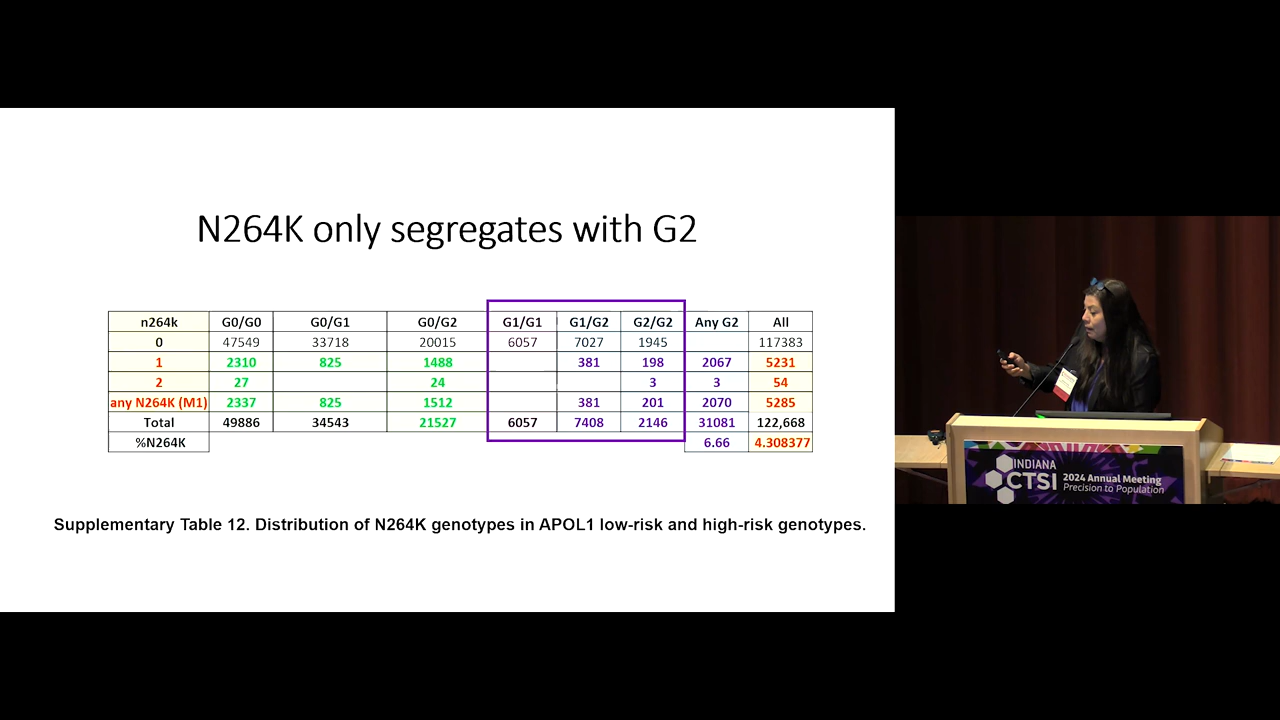 N264K only segregates with G2
n264k G0/G0 G0/G1 G0/G2 G1/G1 G1/G2 G2/G2 Any G2 All
0 47549 33718 20015 6057 7027 1945 117383
1 2310 825 1488 381 198 2067 5231
2 27 24 3 3 54
any N264K (M1) 2337 825 1512 381 201 2070 5285
Total 49886 34543 21527 6057 7408 2146 31081 122,668
%N264K 6.66 4.308377
Supplementary Table 12. Distribution of N264K genotypes in APOL1 low-risk and high-risk genotypes.
INDIANA
CTSI
2024 Annual Meeting
Precision to Population